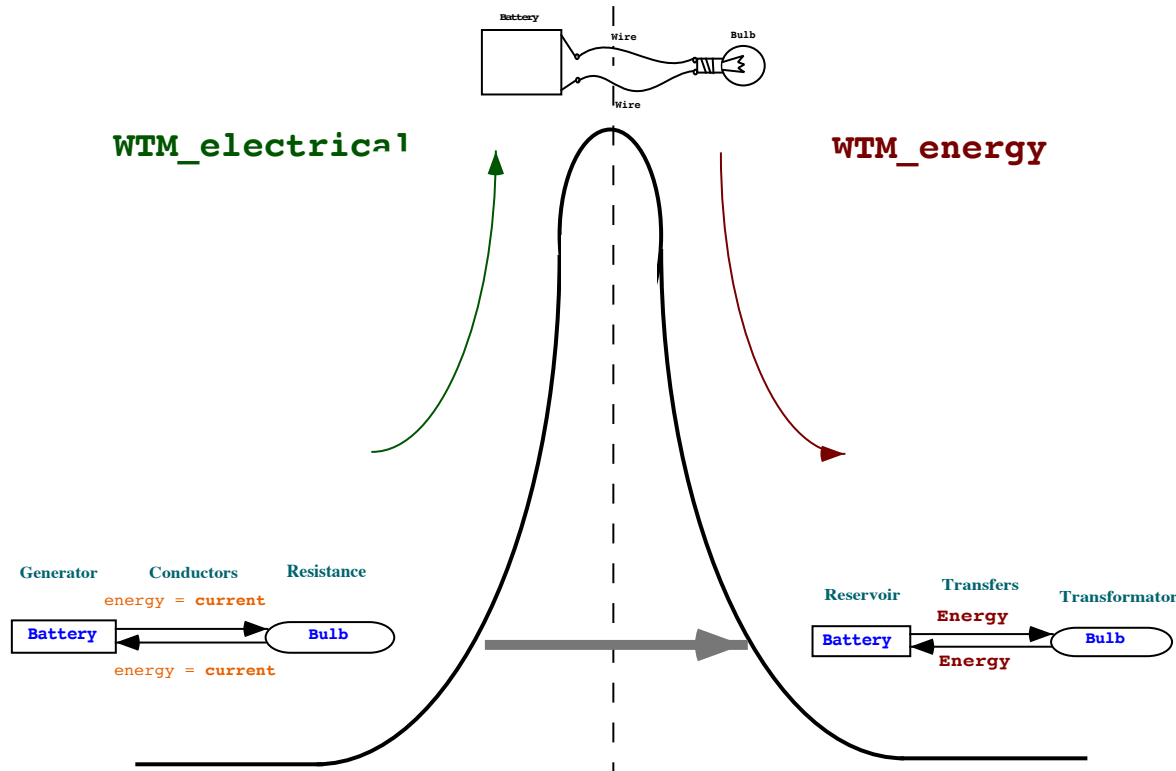 Battery
Wire
Bulb
Wire
WTM_electrical
WTM_energy
Generator Conductors Resistance
energy = current
Battery
Bulb
energy = current
Reservoir Transfers Transformator
Energy
Battery
Bulb
Energy